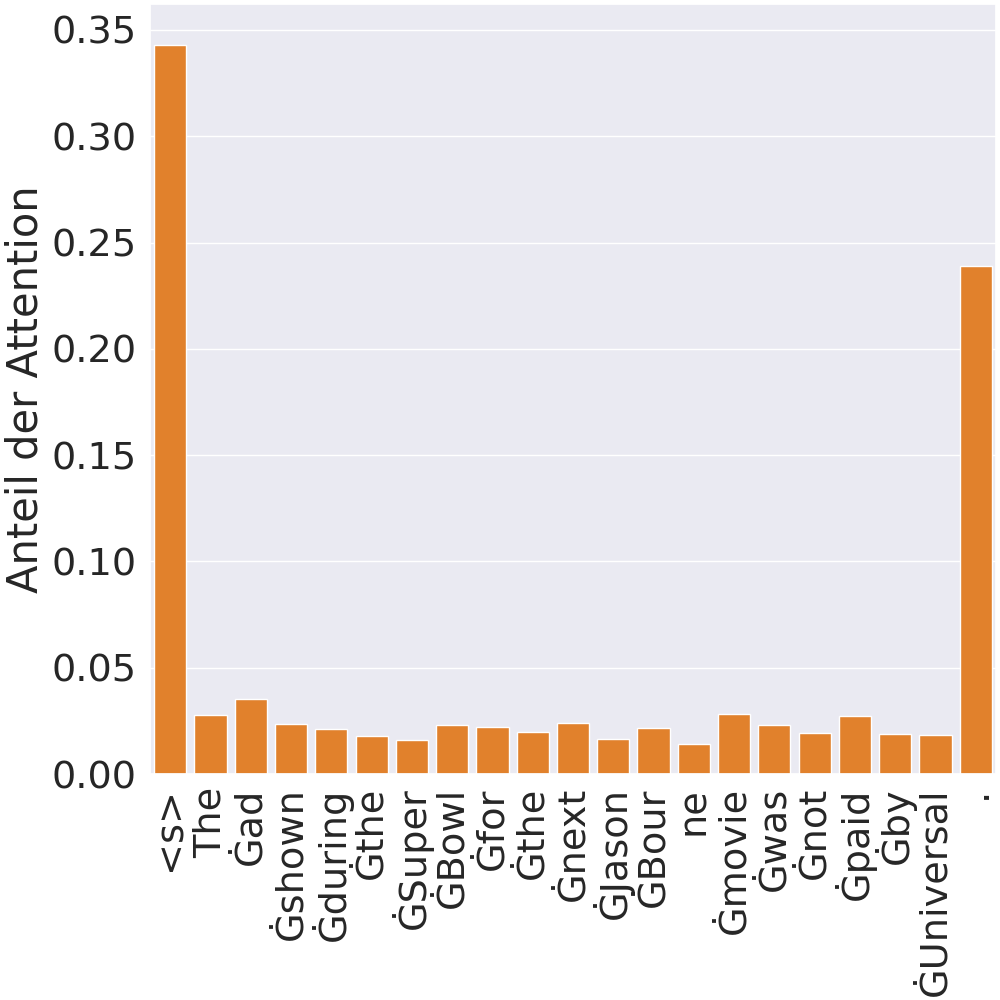 Anteil der Attention
0.35
0.30
0.25
0.20
0.15
0.10
0.05
0.00
<s>
The
Ġad
Ġshown
Ġduring
Ġthe
ĠSuper
ĠBowl
Ġfor
Ġthe
Ġnext
ĠJason
ĠBour
ne
Ġmovie
Ġwas
Ġnot
Ġpaid
Ġby
ĠUniversal
.